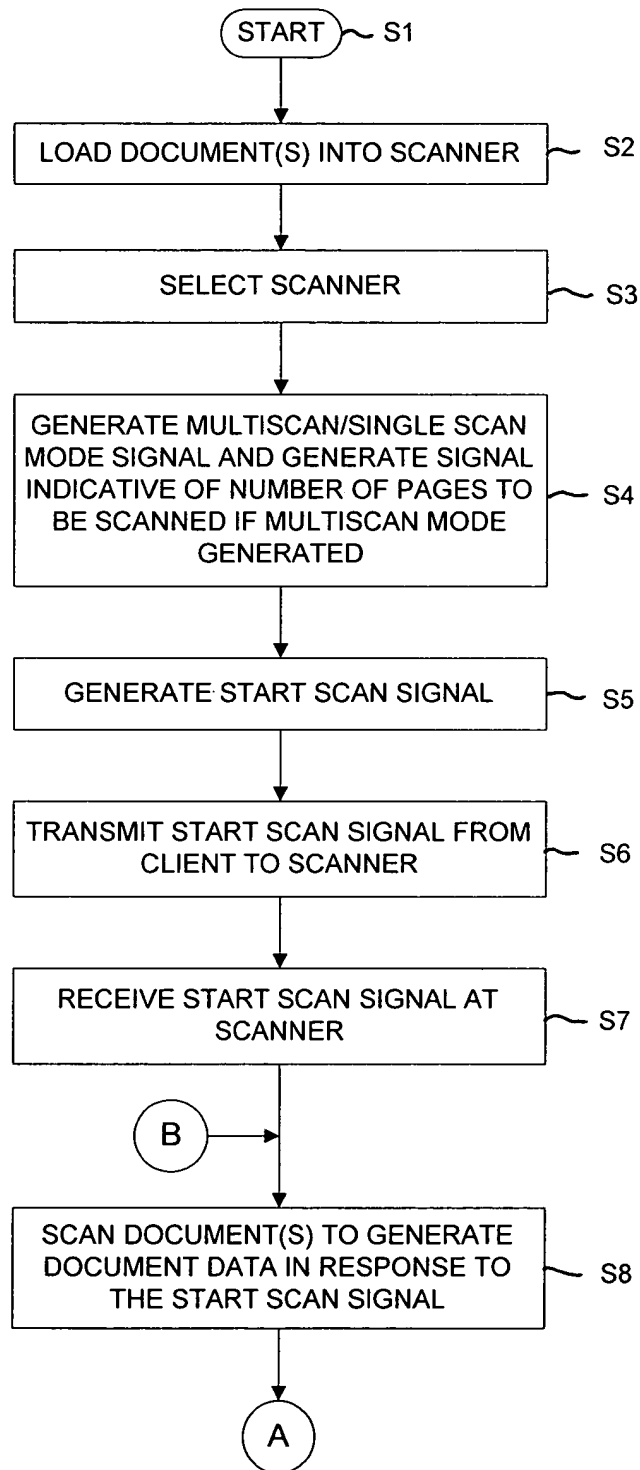 START
S1
LOAD DOCUMENT(S) INTO SCANNER
S2
SELECT SCANNER
S3
GENERATE MULTISCAN/SINGLE SCAN
MODE SIGNAL AND GENERATE SIGNAL
INDICATIVE OF NUMBER OF PAGES TO
BE SCANNED IF MULTISCAN MODE
GENERATED
S4
GENERATE START SCAN SIGNAL
S5
TRANSMIT START SCAN SIGNAL FROM
CLIENT TO SCANNER
S6
RECEIVE START SCAN SIGNAL AT
SCANNER
S7
B
SCAN DOCUMENT(S) TO GENERATE
DOCUMENT DATA IN RESPONSE TO
THE START SCAN SIGNAL
S8
A